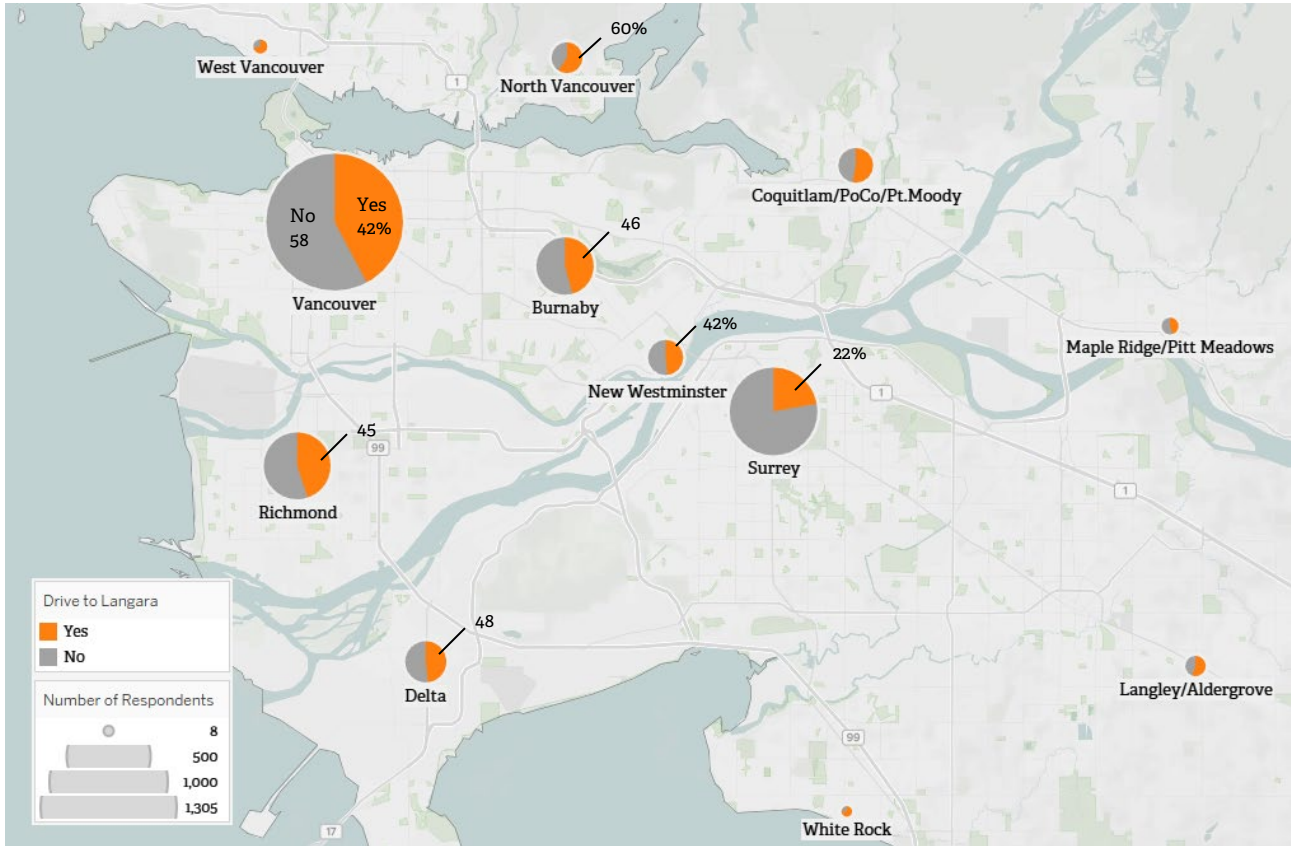 60%
West Vancouver
North Vancouver
1
Coquitlam/PoCo/Pt.Moody
No
58
Yes
42%
46
Vancouver
Burnaby
42%
Maple Ridge/Pitt Meadows
22%
New Westminster
1
45
99
Surrey
1
Richmond
Drive to Langara
Yes
No
48
Delta
Langley/Aldergrove
Number of Respondents
8
500
1,000
1,305
99
17
White Rock